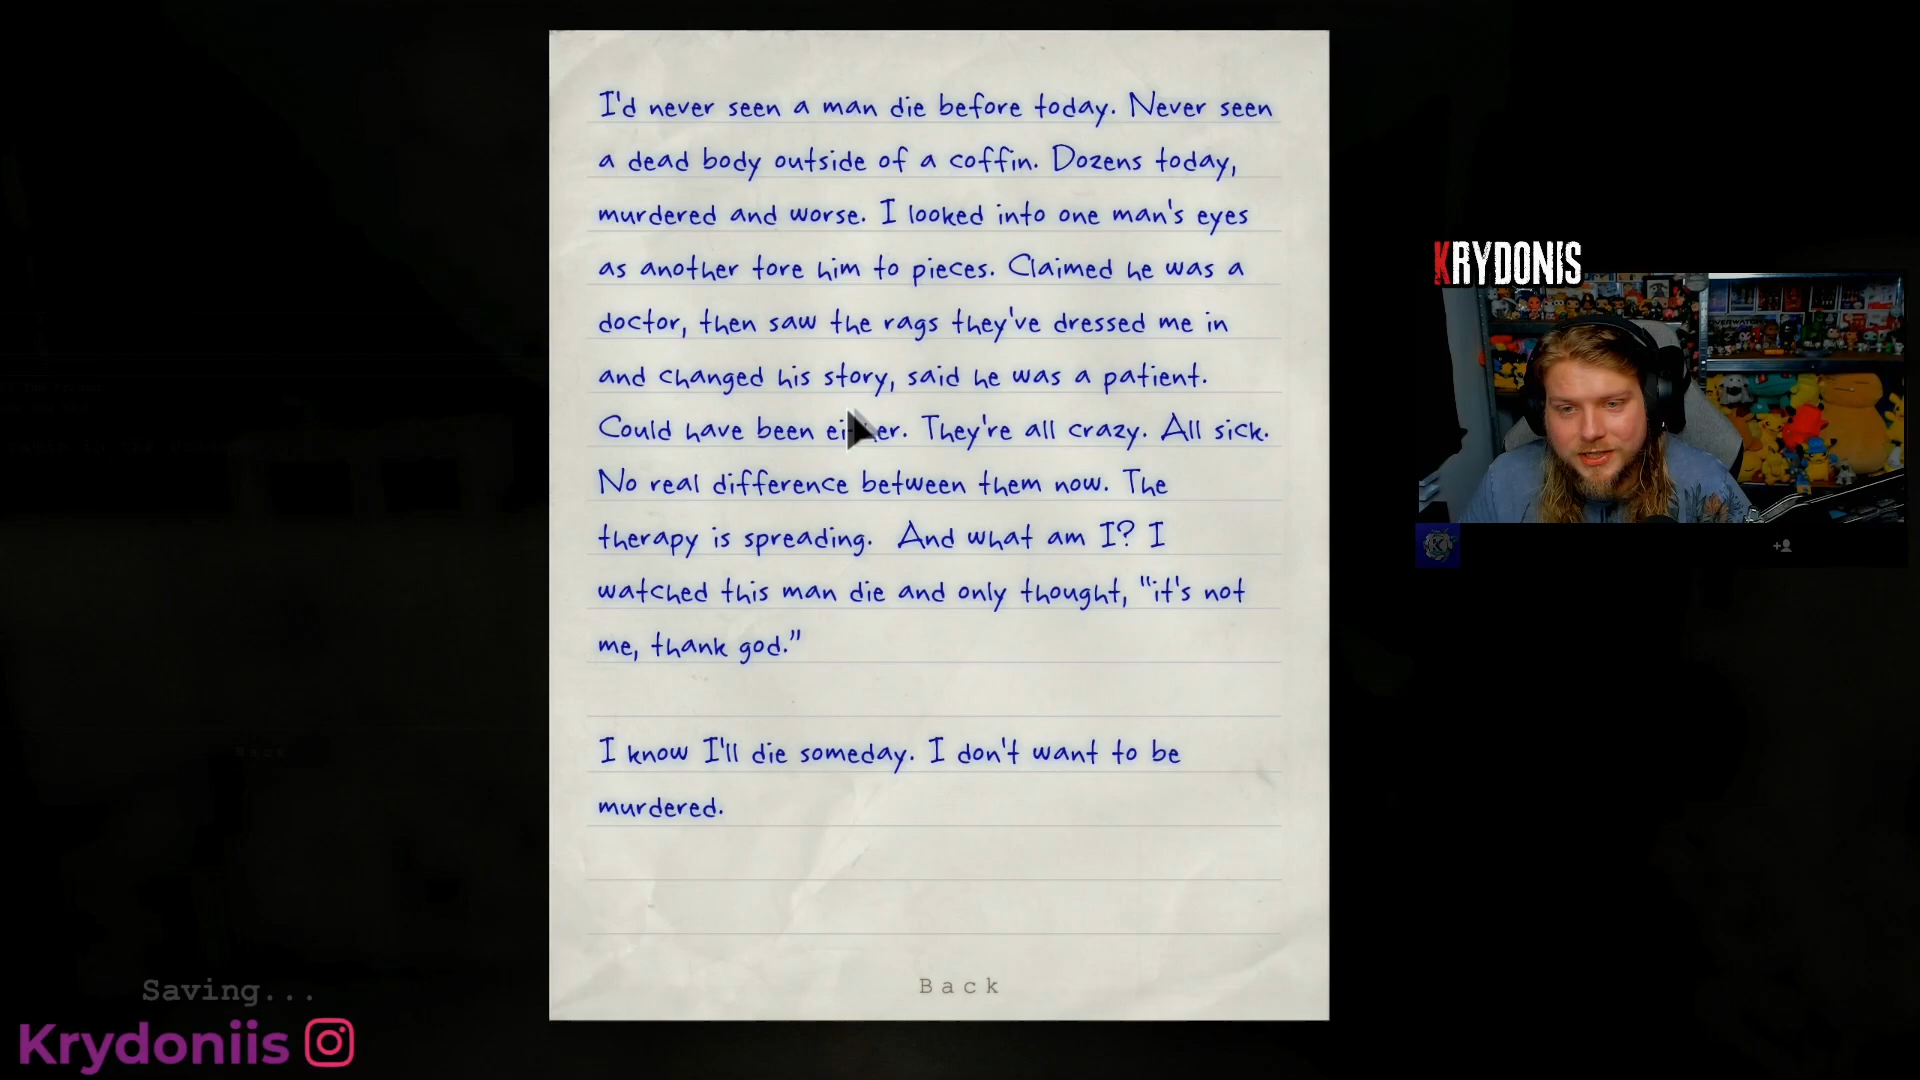 I'd never seen a man die before today. Never seen
a dead body outside of a coffin. Dozens today,
murdered and worse. I looked into one man's eyes
as another tore him to pieces. Claimed he was a
doctor, then saw the rags they've dressed me in
and changed his story, said he was a patient.
Could have been either. They're all crazy. All sick.
No real difference between them now. The
therapy is spreading. And what am I? I
watched this man die and only thought, "it's not
me, thank god."
I know I'll die someday. I don't want to be
murdered.
Back
KRYDONIS
Back
Saving...
Krydoniis